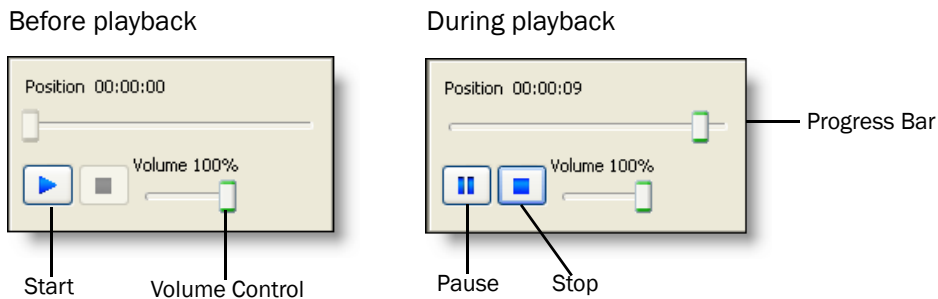 Before playback
Position 00:00:00
Volume 100%
Start
Volume Control
During playback
Position 00:00:09
Progress Bar
Volume 100%
Pause
Stop